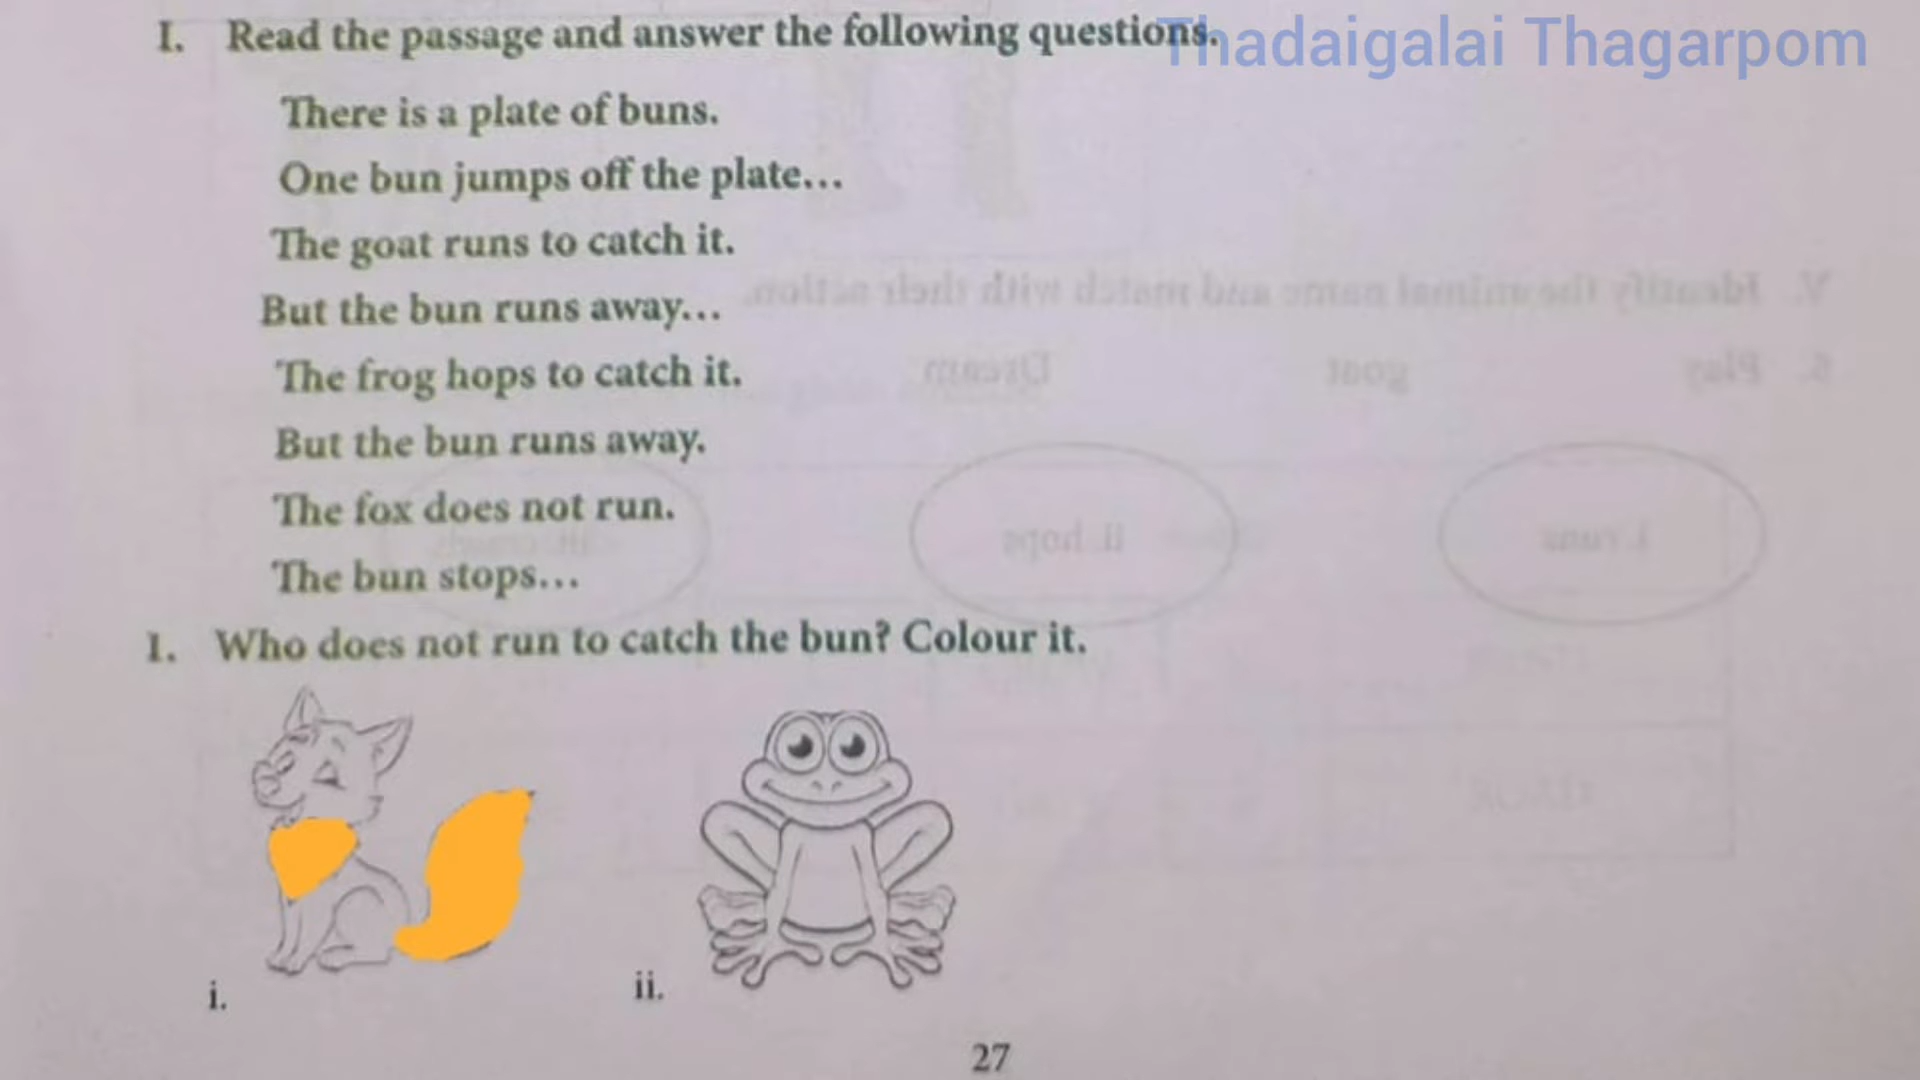 Thadaigalai Thagarpom
I. Read the passage and answer the following questions.
There is a plate of buns.
One bun jumps off the plate...
The goat runs to catch it.
But the bun runs away...
The frog hops to catch it.
But the bun runs away.
The fox does not run.
The bun stops...
1. Who does not run to catch the bun? Colour it.
i.
ii.
27